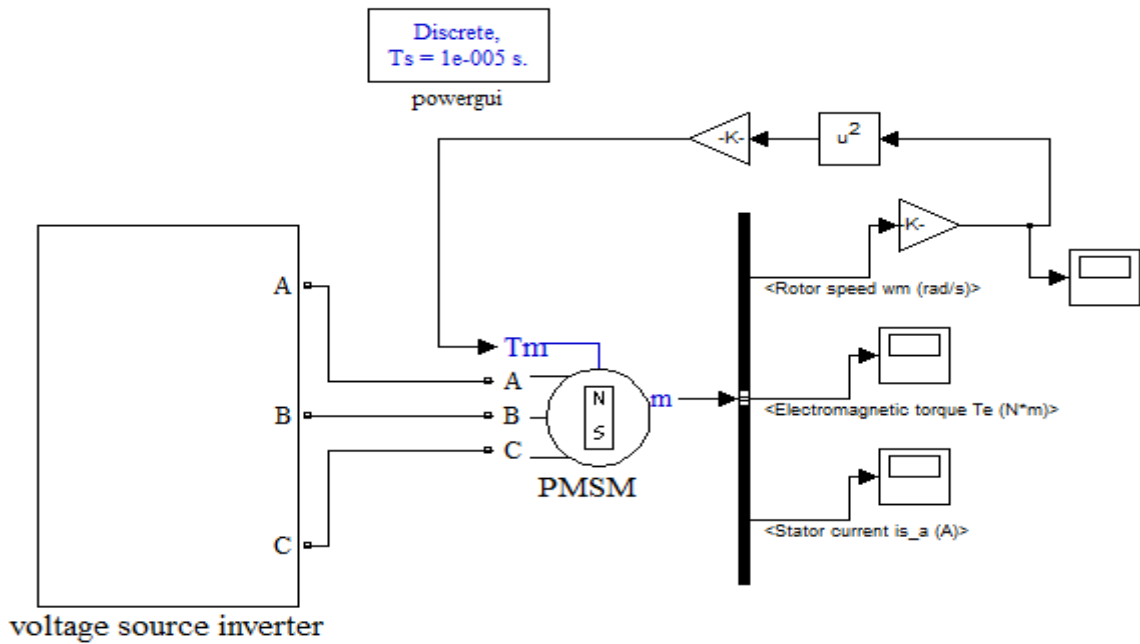 Discrete,
Ts = 1e-005 s.
powergui
-K-
u2
K-
<Rotor speed wm (rad/s)>
A
B
C
Tm
A
B
C
N
S
m
PMSM
<Electromagnetic torque Te (N*m)>
<Stator current is_a (A)>
voltage source inverter